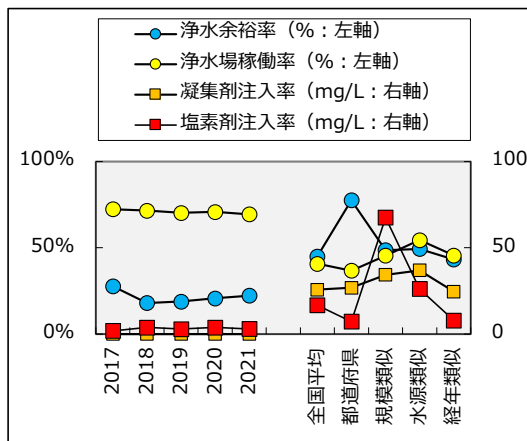 浄水余裕率（%：左軸）
浄水場稼働率（%：左軸）
凝集剤注入率（mg/L：右軸）
塩素剤注入率（mg/L：右軸）
100%
50%
0%
100
50
0
2017
2018
2019
2020
2021
全国平均
都道府県
規模類似
水源類似
経年類似